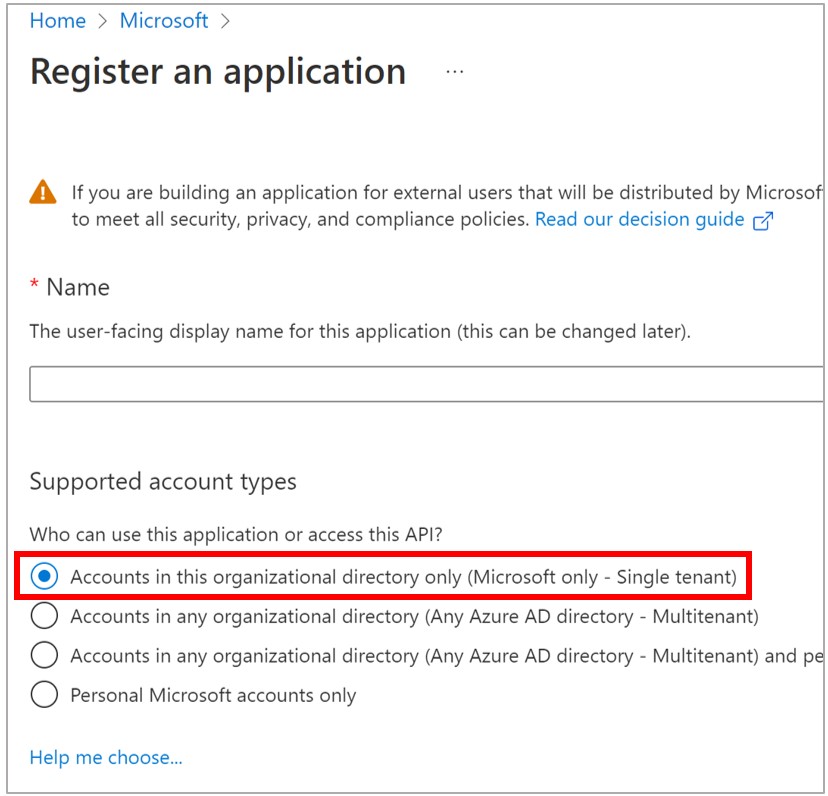 Home > Microsoft >
Register an application ...
If you are building an application for external users that will be distributed by Microsof
to meet all security, privacy, and compliance policies. Read our decision guide
* Name
The user-facing display name for this application (this can be changed later).
Supported account types
Who can use this application or access this API?
Accounts in this organizational directory only (Microsoft only - Single tenant)
Accounts in any organizational directory (Any Azure AD directory - Multitenant)
Accounts in any organizational directory (Any Azure AD directory - Multitenant) and pe
Personal Microsoft accounts only
Help me choose...